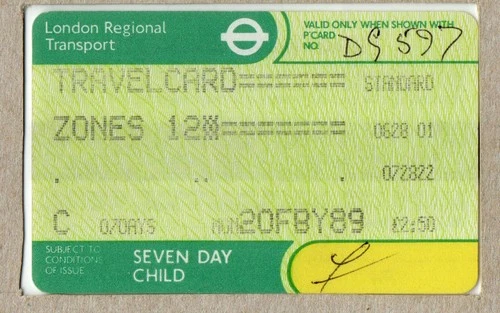 London Regional
Transport
VALID ONLY WHEN SHOWN WITH
P'CARD
NO. DS 597
TRAVELCARD====== STANDARD
ZONES 12 ======= 0628 01
. .. . 072822
C 07DAYS MUN20FBY89 £2:50
SUBJECT TO
CONDITIONS
OF ISSUE
SEVEN DAY
CHILD